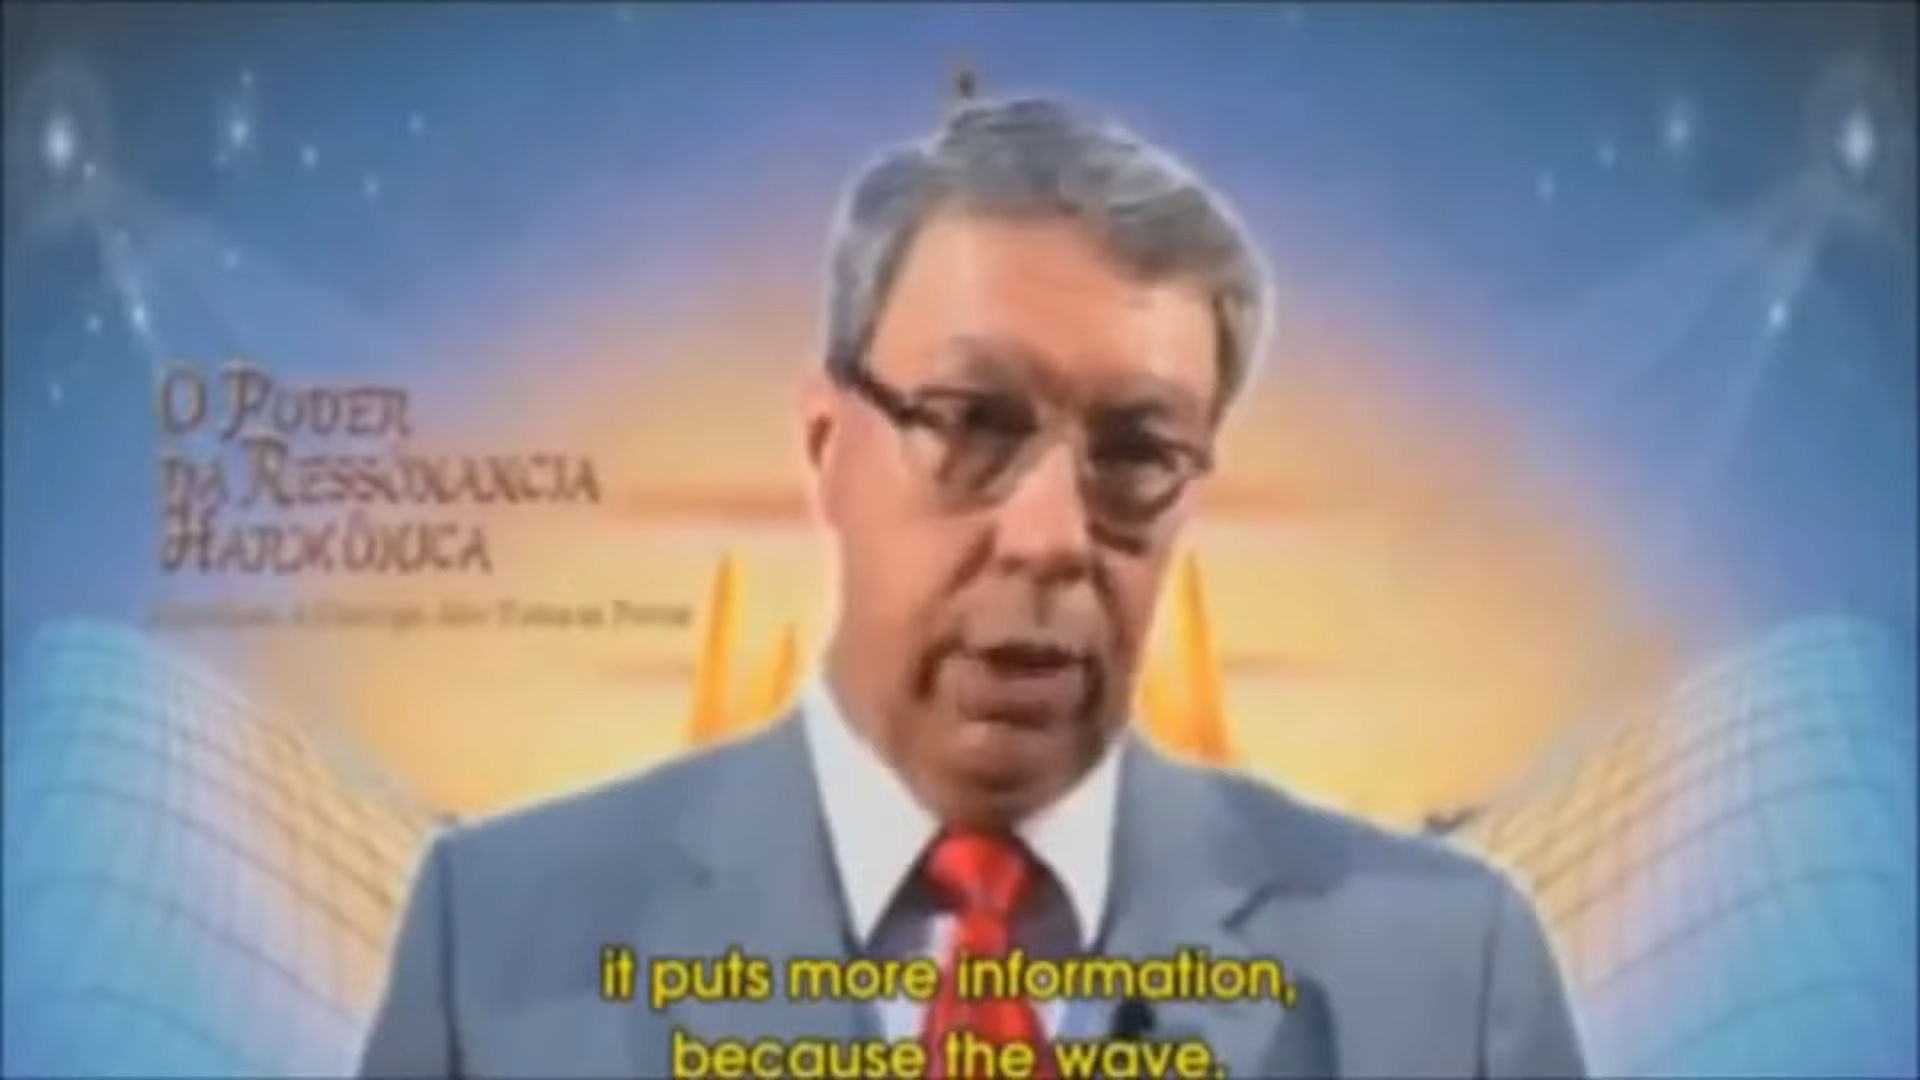 O PODER
DA RESSONANCIA
HARMÔNICA
it puts more information,
because the wave.